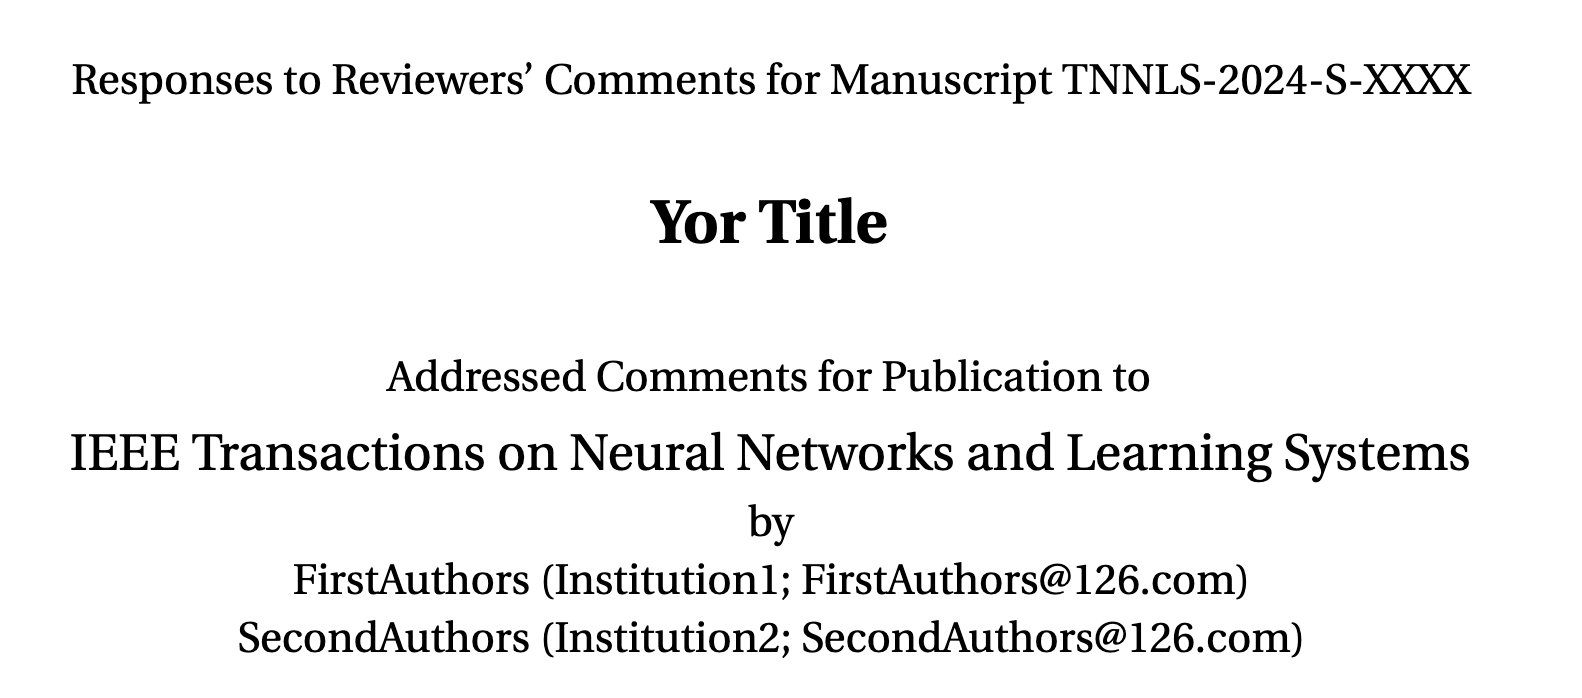 Responses to Reviewers’ Comments for Manuscript TNNLS-2024-S-XXXX
Yor Title
Addressed Comments for Publication to
IEEE Transactions on Neural Networks and Learning Systems
by
FirstAuthors (Institution1; FirstAuthors@126.com)
SecondAuthors (Institution2; SecondAuthors@126.com)